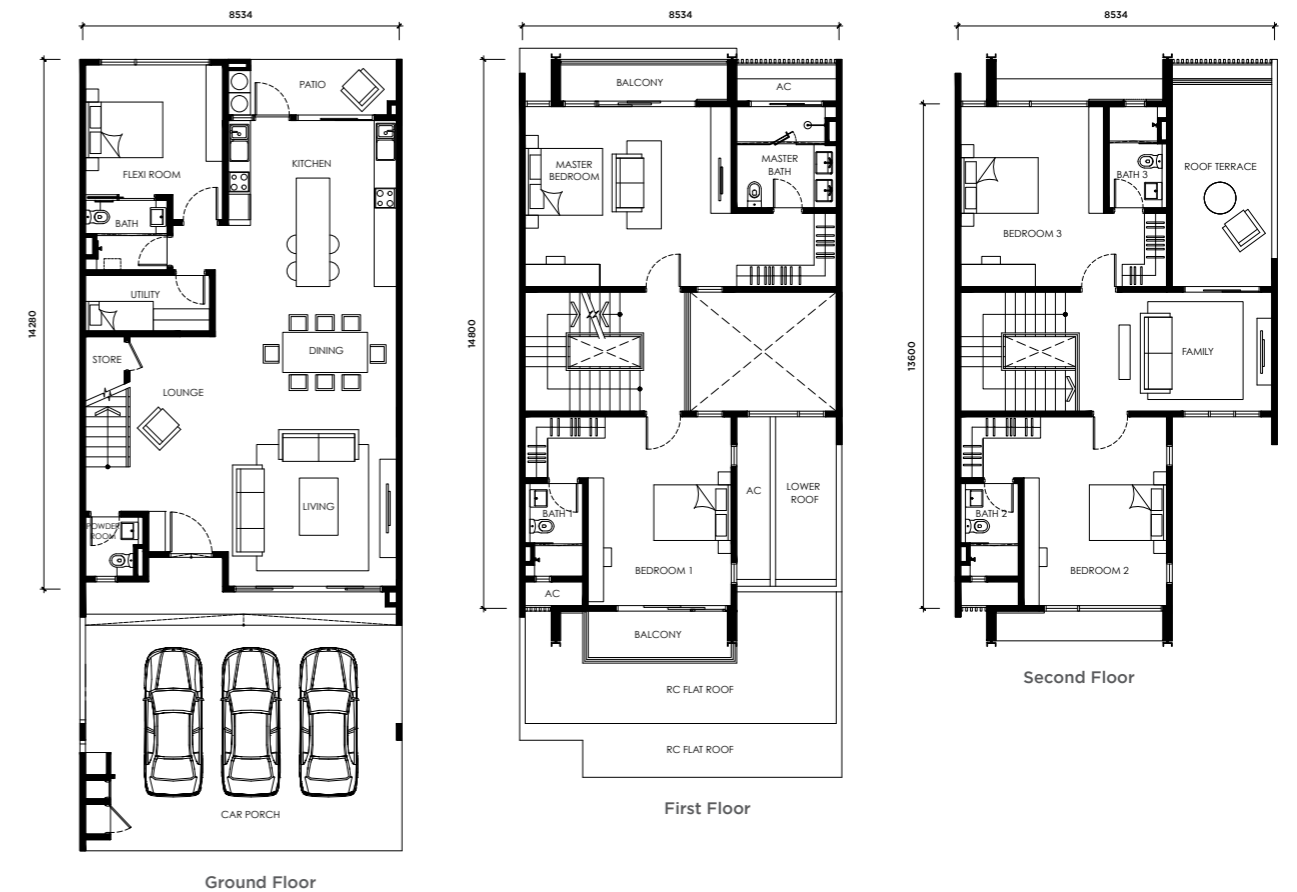 8534
14280
PATIO
KITCHEN
FLEXI ROOM
BATH
UTILITY
DINING
STORE
LOUNGE
LIVING
POWDER
ROOM
CAR PORCH
Ground Floor
8534
14800
BALCONY
AC
MASTER
BEDROOM
MASTER
BATH
AC
LOWER
ROOF
BATH 1
BEDROOM 1
AC
BALCONY
RC FLAT ROOF
RC FLAT ROOF
First Floor
8534
13600
ROOF TERRACE
BATH 3
BEDROOM 3
FAMILY
BATH 2
BEDROOM 2
Second Floor